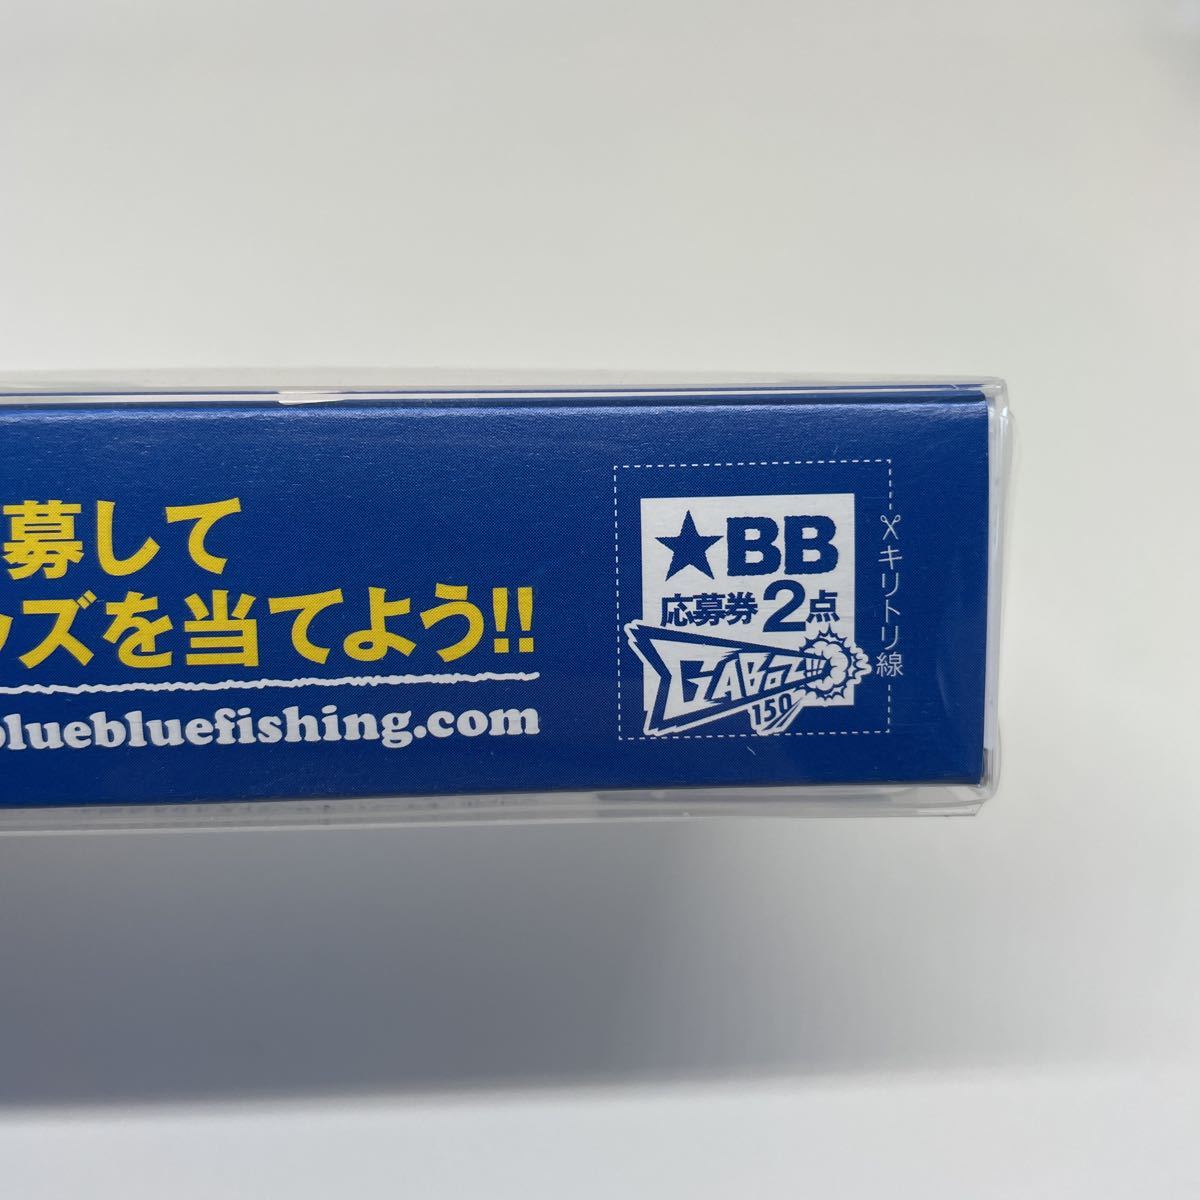 募して
ッズを当てよう!!
bluebluefishing.com
★BB
応募券2点
GABOZ!!!
150
✂キリトリ線